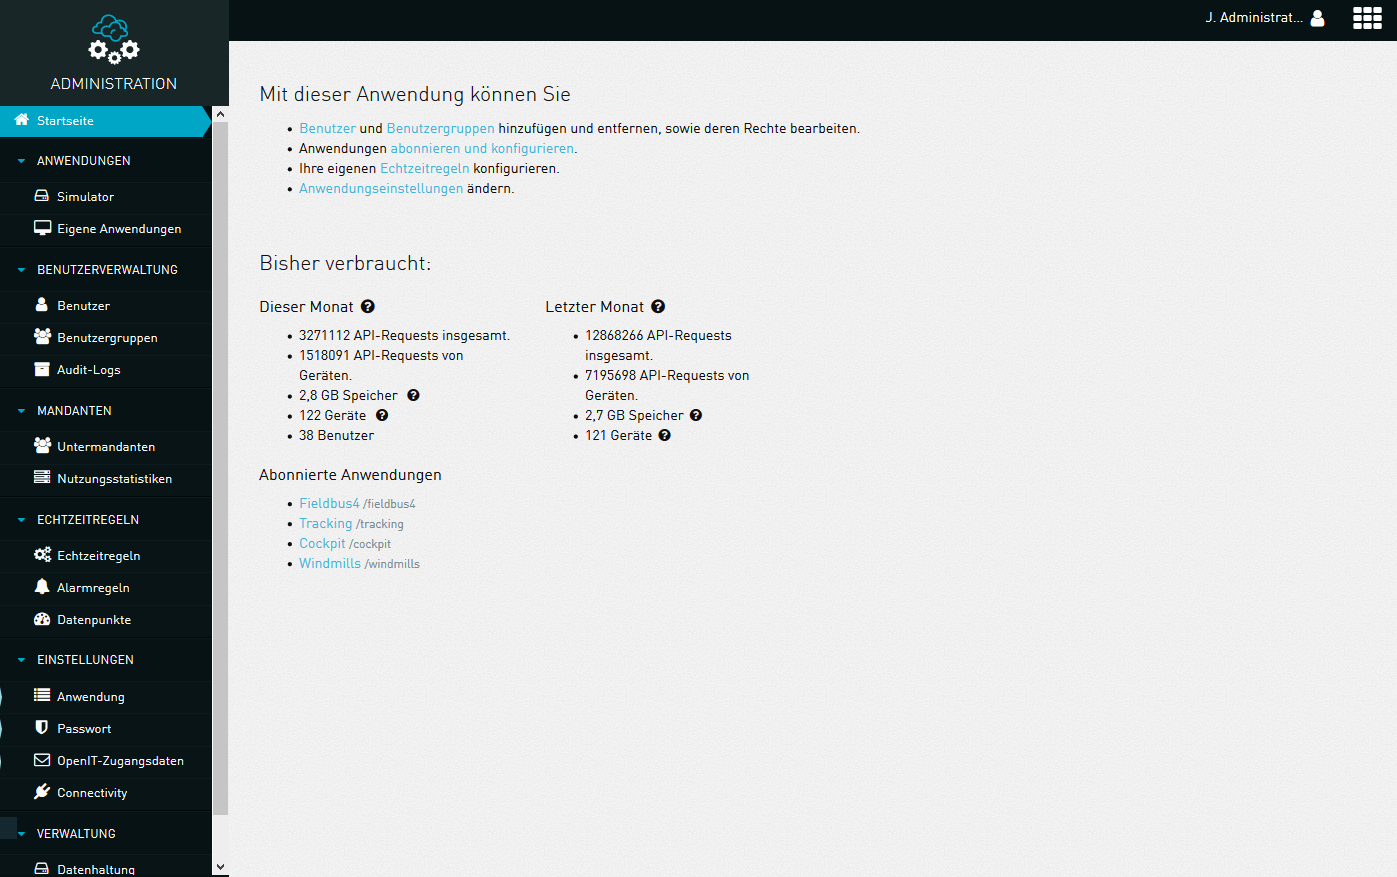 J. Administrat...
ADMINISTRATION
Startseite
ANWENDUNGEN
Simulator
Eigene Anwendungen
BENUTZERVERWALTUNG
Benutzer
Benutzergruppen
Audit-Logs
MANDANTEN
Untermandanten
Nutzungsstatistiken
ECHTZEITREGELN
Echtzeitregeln
Alarmregeln
Datenpunkte
EINSTELLUNGEN
Anwendung
Passwort
OpenIT-Zugangsdaten
Connectivity
VERWALTUNG
Datenhaltung
Mit dieser Anwendung können Sie
• Benutzer und Benutzergruppen hinzufügen und entfernen, sowie deren Rechte bearbeiten.
• Anwendungen abonnieren und konfigurieren.
• Ihre eigenen Echtzeitregeln konfigurieren.
• Anwendungseinstellungen ändern.
Bisher verbraucht:
Dieser Monat ?
• 3271112 API-Requests insgesamt.
• 1518091 API-Requests von
Geräten.
• 2,8 GB Speicher ?
• 122 Geräte ?
• 38 Benutzer
Letzter Monat ?
• 12868266 API-Requests
insgesamt.
• 7195698 API-Requests von
Geräten.
• 2,7 GB Speicher ?
• 121 Geräte ?
Abonnierte Anwendungen
• Fieldbus4 /fieldbus4
• Tracking /tracking
• Cockpit /cockpit
• Windmills /windmills